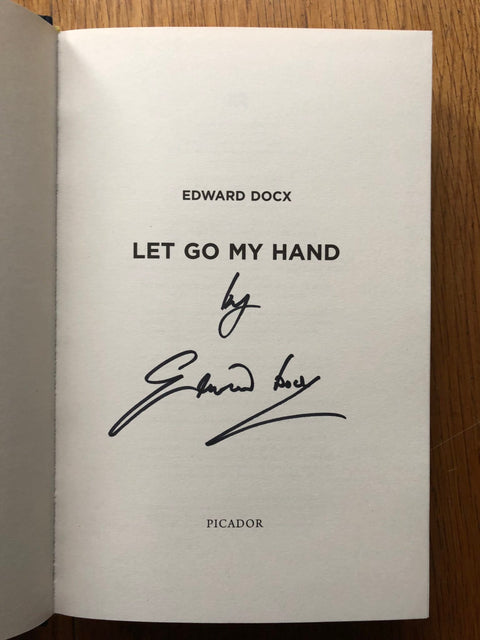 EDWARD DOCX
LET GO MY HAND
by
Edward Docx
PICADOR